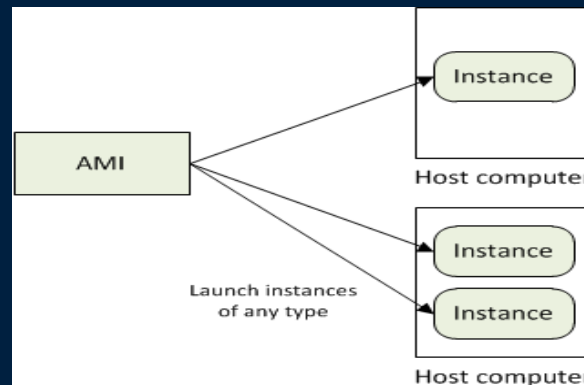 Instance
AMI
Host computer
Instance
Launch instances
of any type
Instance
Host computer